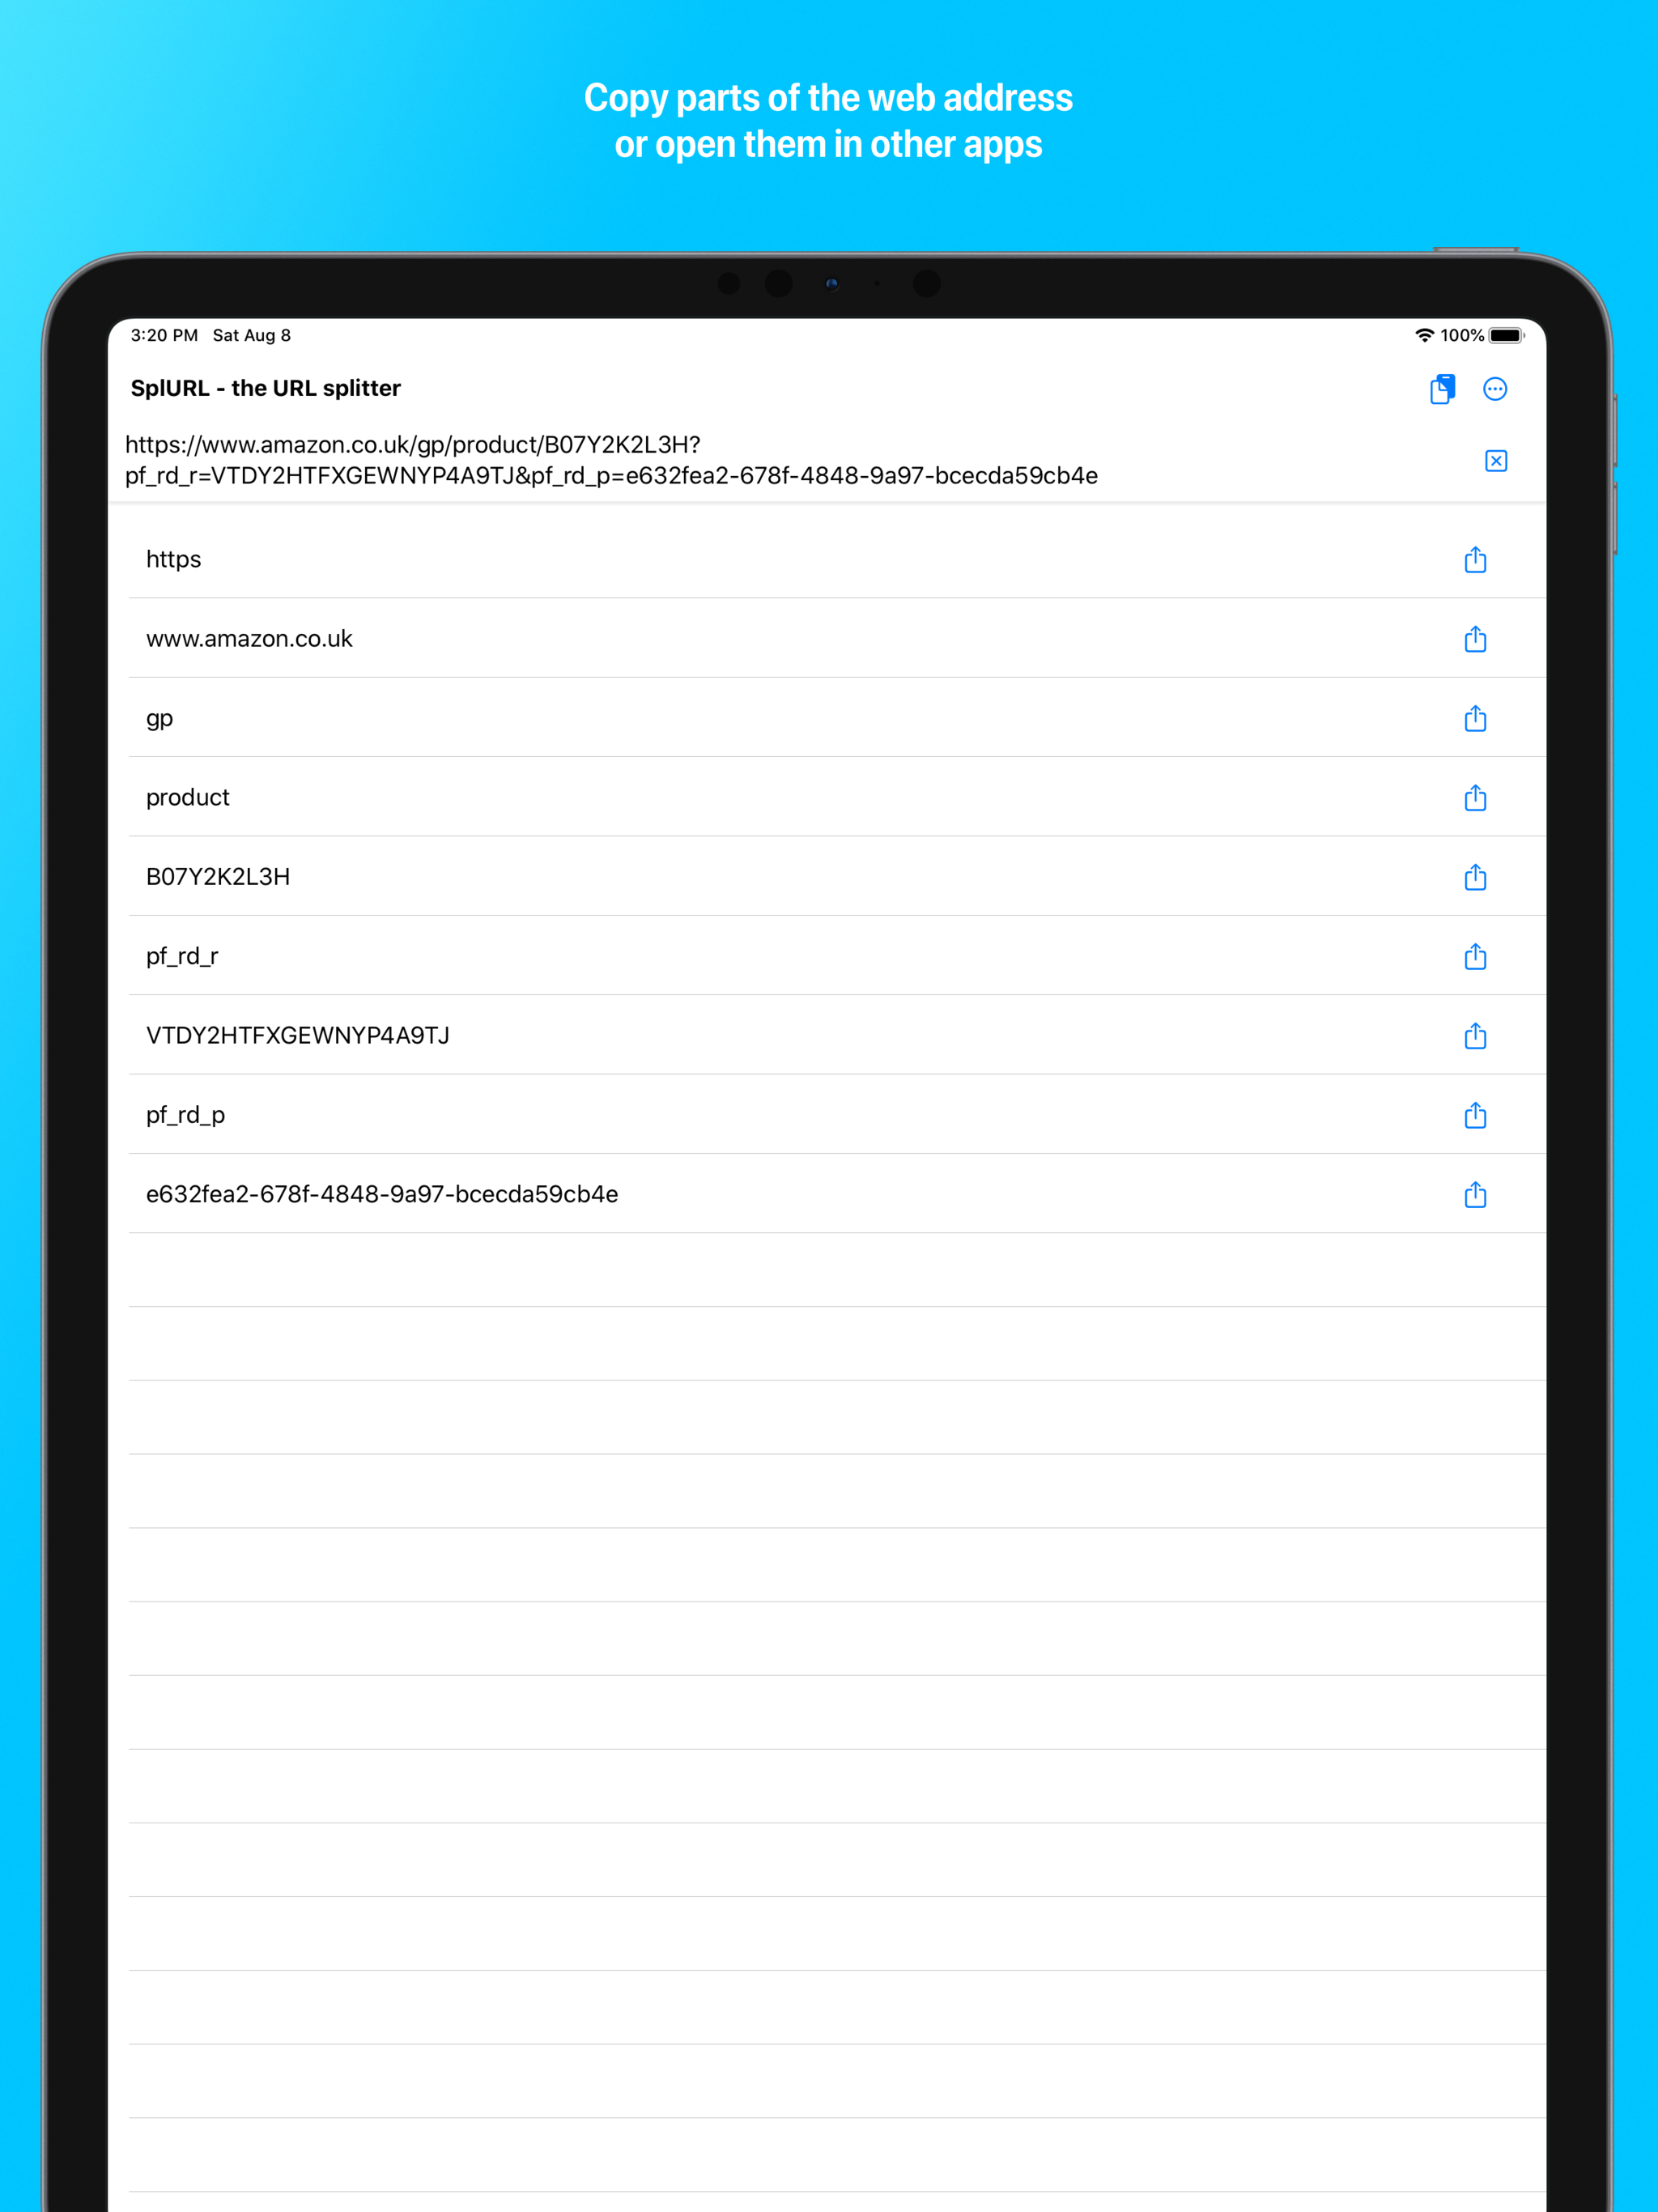 Copy parts of the web address
or open them in other apps
3:20 PM Sat Aug 8
100%
SplURL - the URL splitter
https://www.amazon.co.uk/gp/product/B07Y2K2L3H?
pf_rd_r=VTDY2HTFXGEWNYP4A9TJ&pf_rd_p=e632fea2-678f-4848-9a97-bcecda59cb4e
https
www.amazon.co.uk
gp
product
B07Y2K2L3H
pf_rd_r
VTDY2HTFXGEWNYP4A9TJ
pf_rd_p
e632fea2-678f-4848-9a97-bcecda59cb4e